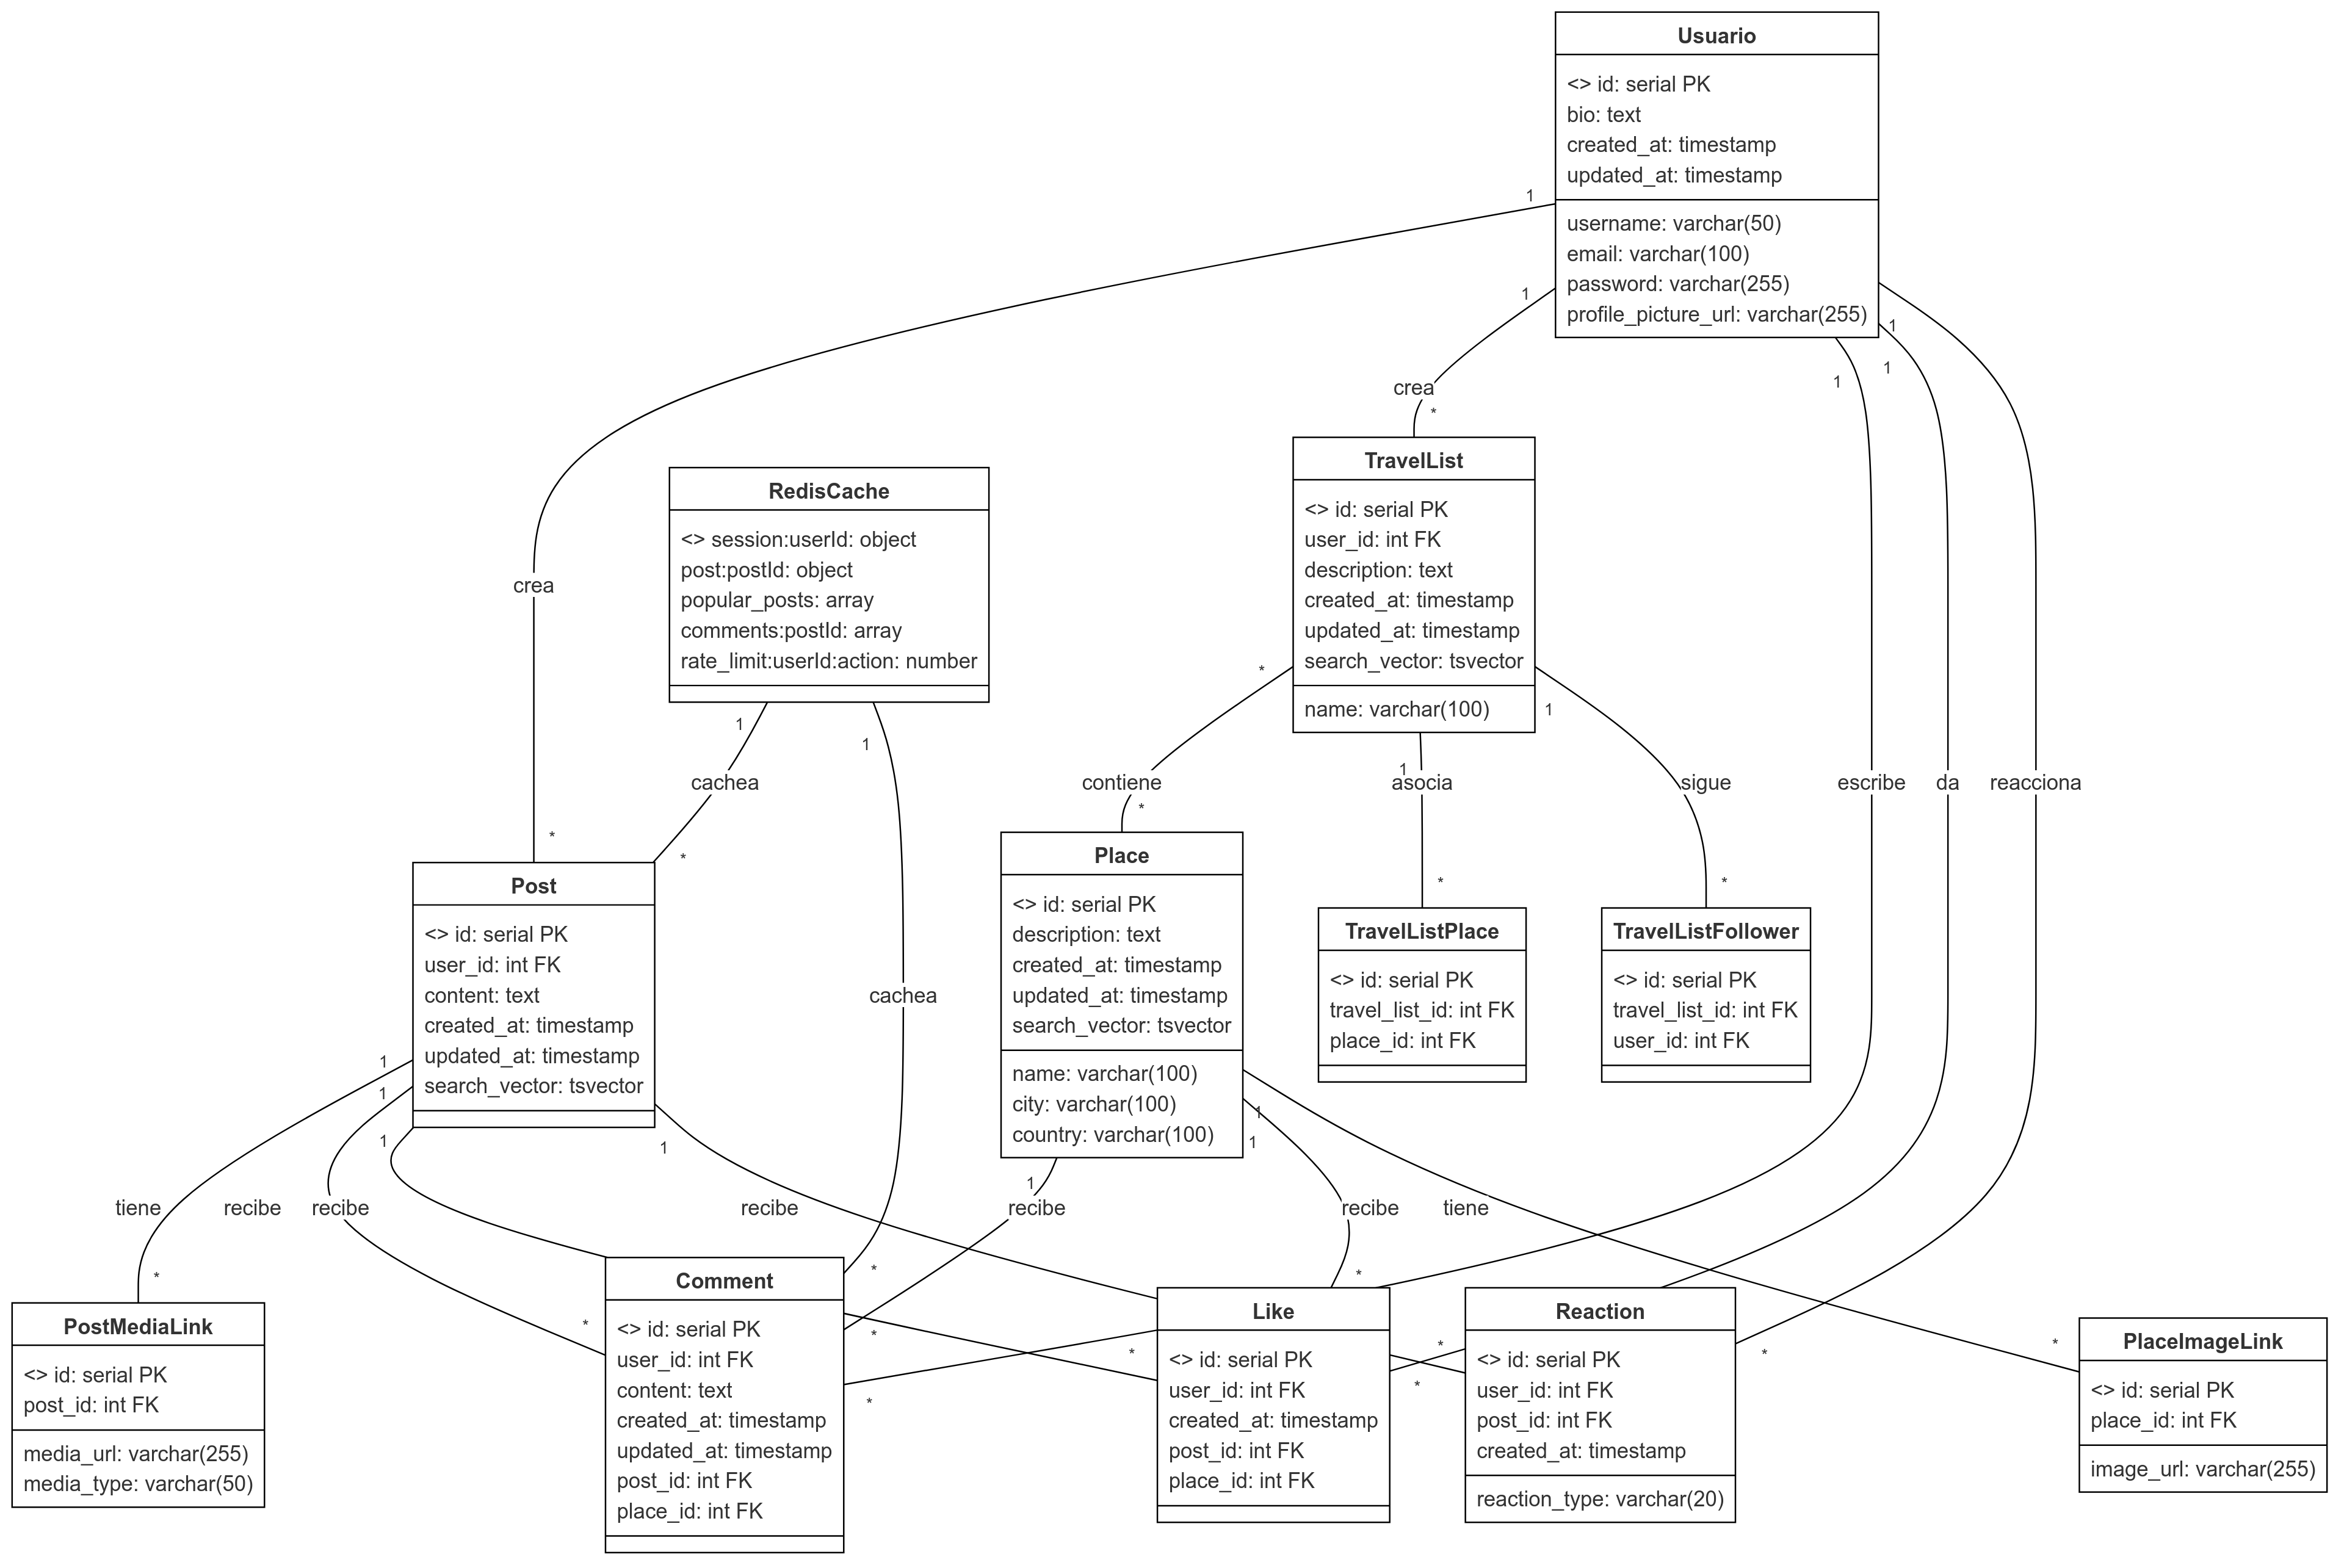 Usuario
<> id: serial PK
bio: text
created_at: timestamp
updated_at: timestamp
username: varchar(50)
email: varchar(100)
password: varchar(255)
profile_picture_url: varchar(255)
1
1
1
1
1
crea
*
TravelList
<> id: serial PK
user_id: int FK
description: text
created_at: timestamp
updated_at: timestamp
search_vector: tsvector
name: varchar(100)
RedisCache
<> session:userId: object
post:postId: object
popular_posts: array
comments:postId: array
rate_limit:userId:action: number
crea
*
1
cachea
*
1
cachea
*
*
contiene
*
1
asocia
*
1
sigue
*
escribe
da
reacciona
Post
<> id: serial PK
user_id: int FK
content: text
created_at: timestamp
updated_at: timestamp
search_vector: tsvector
Place
<> id: serial PK
description: text
created_at: timestamp
updated_at: timestamp
search_vector: tsvector
name: varchar(100)
city: varchar(100)
country: varchar(100)
TravelListPlace
<> id: serial PK
travel_list_id: int FK
place_id: int FK
TravelListFollower
<> id: serial PK
travel_list_id: int FK
user_id: int FK
1
1
1
1
1
1
1
tiene
recibe
recibe
recibe
recibe
recibe
tiene
*
*
*
*
*
*
*
*
*
*
PostMediaLink
<> id: serial PK
post_id: int FK
media_url: varchar(255)
media_type: varchar(50)
Comment
<> id: serial PK
user_id: int FK
content: text
created_at: timestamp
updated_at: timestamp
post_id: int FK
place_id: int FK
Like
<> id: serial PK
user_id: int FK
created_at: timestamp
post_id: int FK
place_id: int FK
Reaction
<> id: serial PK
user_id: int FK
post_id: int FK
created_at: timestamp
reaction_type: varchar(20)
PlaceImageLink
<> id: serial PK
place_id: int FK
image_url: varchar(255)